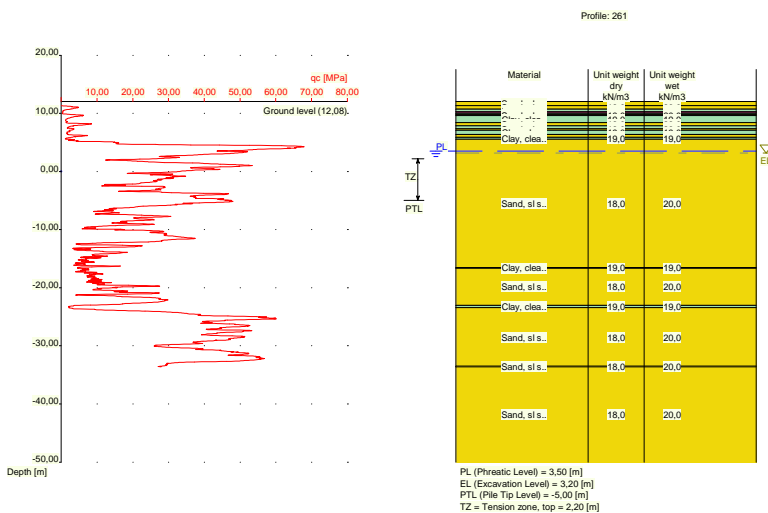 Profile: 261
20,00
qc [MPa]
10,00 20,00 30,00 40,00 50,00 60,00 70,00 80,00
Ground level (12,08).
10,00
0,00
-10,00
-20,00
-30,00
-40,00
-50,00
Depth [m]
TZ
PTL
PL
EL
Material
Unit weight
dry
kN/m3
Unit weight
wet
kN/m3
Clay, clea.. 19,0 19,0
Sand, sl s.. 18,0 20,0
Clay, clea.. 19,0 19,0
Sand, sl s.. 18,0 20,0
Clay, clea.. 19,0 19,0
Sand, sl s.. 18,0 20,0
Sand, sl s.. 18,0 20,0
Sand, sl s.. 18,0 20,0
PL (Phreatic Level) = 3,50 [m]
EL (Excavation Level) = 3,20 [m]
PTL (Pile Tip Level) = -5,00 [m]
TZ = Tension zone, top = 2,20 [m]